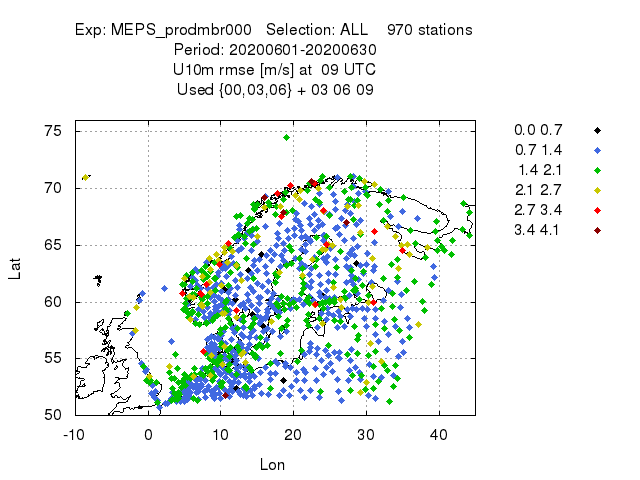 Exp: MEPS_prodmbr000   Selection: ALL    970 stations
Period: 20200601-20200630
U10m rmse [m/s] at  09 UTC
Used {00,03,06} + 03 06 09
0.0 0.7
0.7 1.4
1.4 2.1
2.1 2.7
2.7 3.4
3.4 4.1
75
70
65
60
55
50
Lat
-10 0 10 20 30 40
Lon